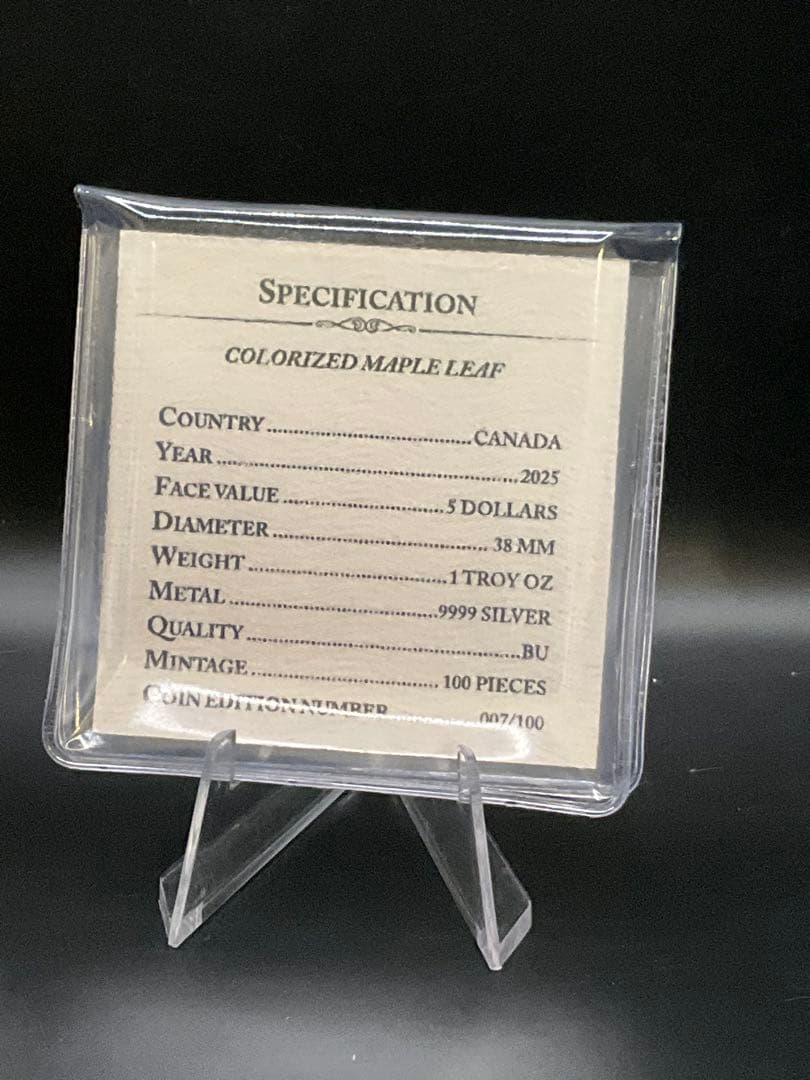 SPECIFICATION
COLORIZED MAPLE LEAF
COUNTRY..........CANADA
YEAR..........2025
FACE VALUE..........5 DOLLARS
DIAMETER..........38 MM
WEIGHT..........1 TROY OZ
METAL..........9999 SILVER
QUALITY..........BU
MINTAGE..........100 PIECES
COIN EDITION NUMBER..........007/100